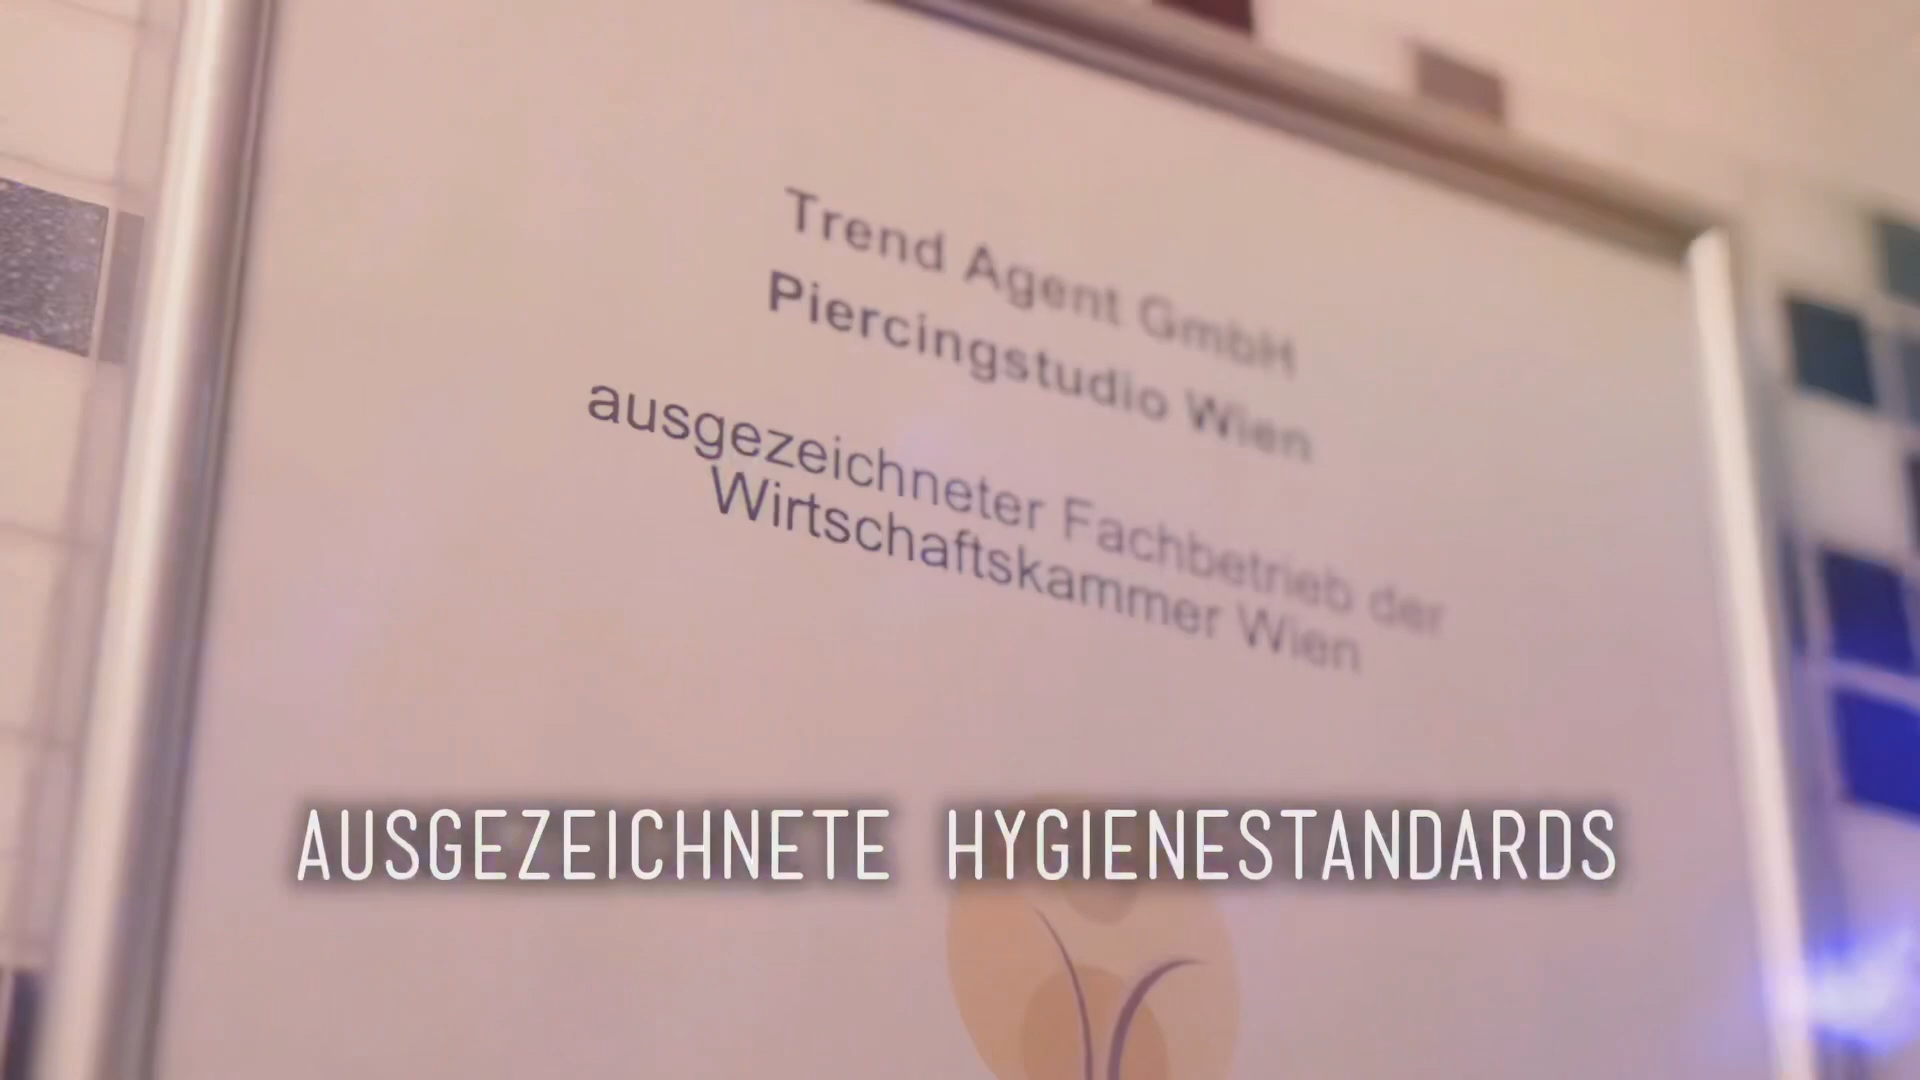 Trend Agent GmbH
Piercingstudio Wien
ausgezeichneter Fachbetrieb der
Wirtschaftskammer Wien
AUSGEZEICHNETE HYGIENESTANDARDS